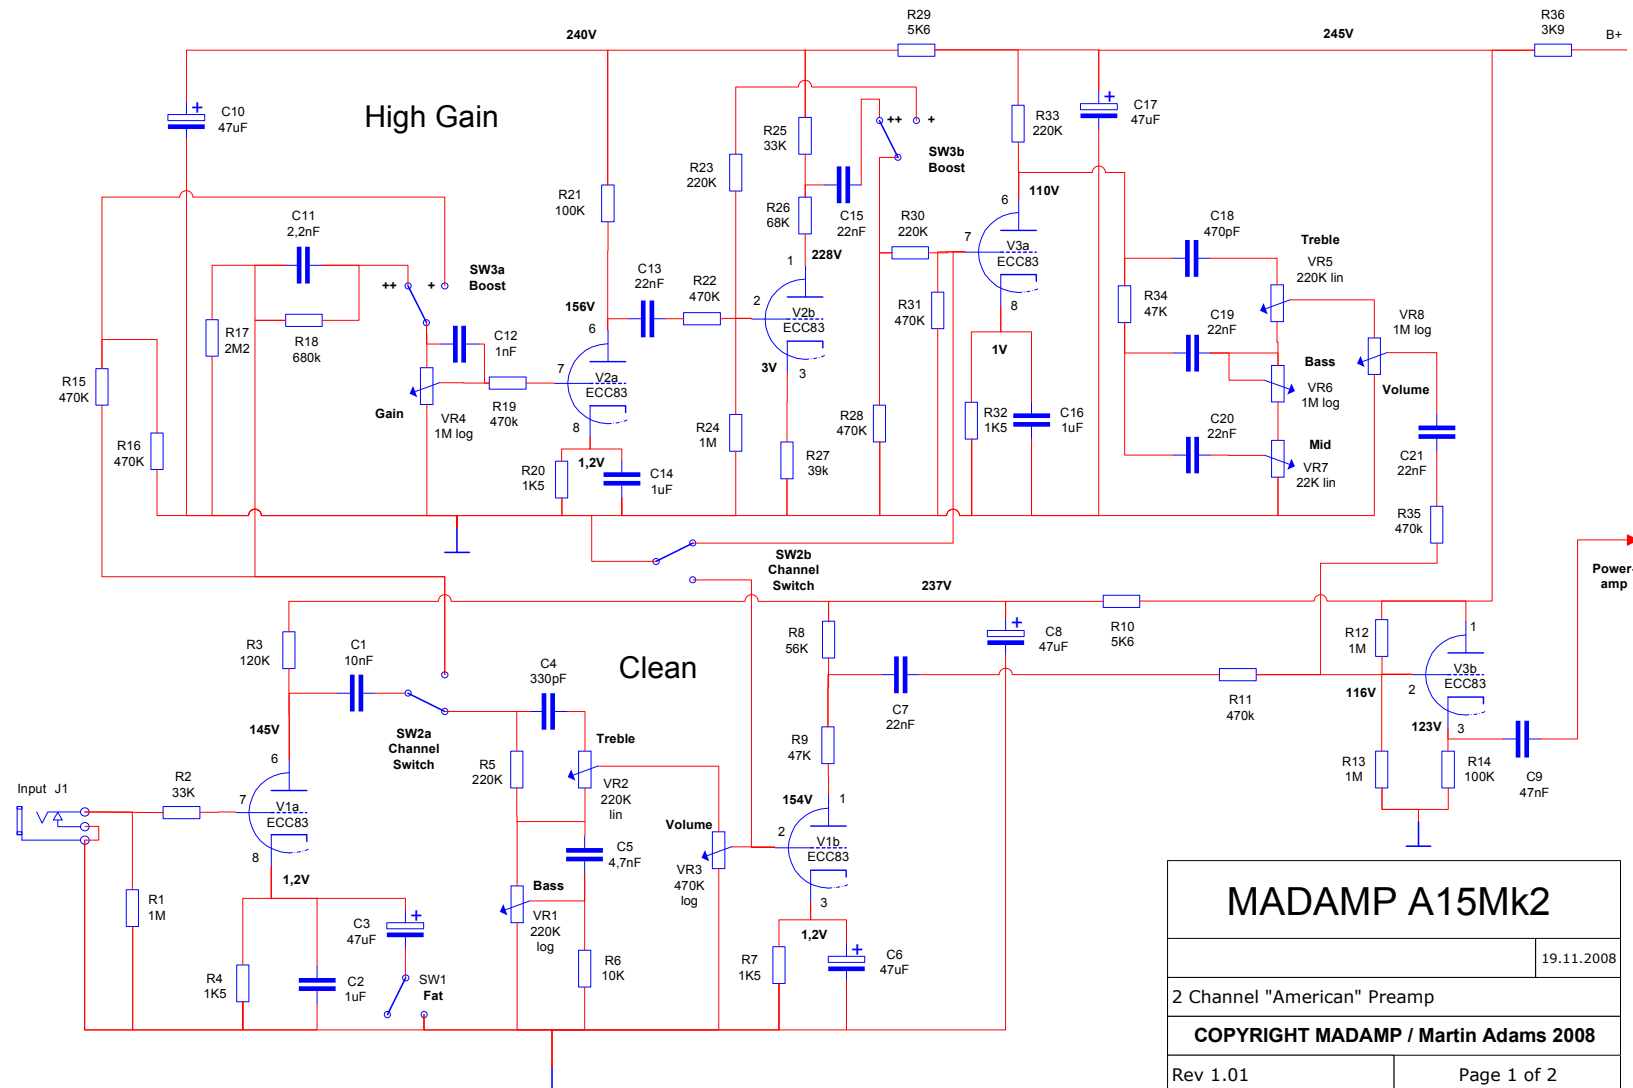 R29
5K6
R36
3K9
240V
245V
B+
C10
47uF
High Gain
R25
33K
++
+
SW3b
Boost
R33
220K
C17
47uF
R23
220K
R21
100K
R26
68K
C15
22nF
R30
220K
110V
6
7
V3a
ECC83
8
C18
470pF
Treble
VR5
220K lin
C11
2,2nF
SW3a
Boost
++
+
R17
2M2
R18
680k
C12
1nF
156V
6
C13
22nF
R22
470K
228V
1
2
V2b
ECC83
3
R31
470K
1V
R34
47K
C19
22nF
VR8
1M log
Bass
VR6
1M log
Volume
R15
470K
R16
470K
Gain
VR4
1M log
R19
470k
7
V2a
ECC83
8
3V
R24
1M
R28
470K
R32
1K5
C16
1uF
C20
22nF
Mid
VR7
22K lin
C21
22nF
1,2V
R20
1K5
C14
1uF
R27
39k
R35
470k
SW2b
Channel
Switch
237V
Power-
amp
R3
120K
C1
10nF
Clean
C4
330pF
R8
56K
C8
47uF
R10
5K6
R12
1M
1
V3b
ECC83
2
3
145V
6
SW2a
Channel
Switch
Treble
R5
220K
VR2
220K
lin
C7
22nF
R9
47K
R11
470k
116V
123V
R13
1M
R14
100K
C9
47nF
Input J1
R2
33K
7
V1a
ECC83
8
Volume
VR3
470K
log
154V
1
2
V1b
ECC83
3
C5
4,7nF
Bass
VR1
220K
log
R1
1M
1,2V
C3
47uF
R4
1K5
C2
1uF
SW1
Fat
R6
10K
1,2V
R7
1K5
C6
47uF
MADAMP A15Mk2
19.11.2008
2 Channel "American" Preamp
COPYRIGHT MADAMP / Martin Adams 2008
Rev 1.01
Page 1 of 2